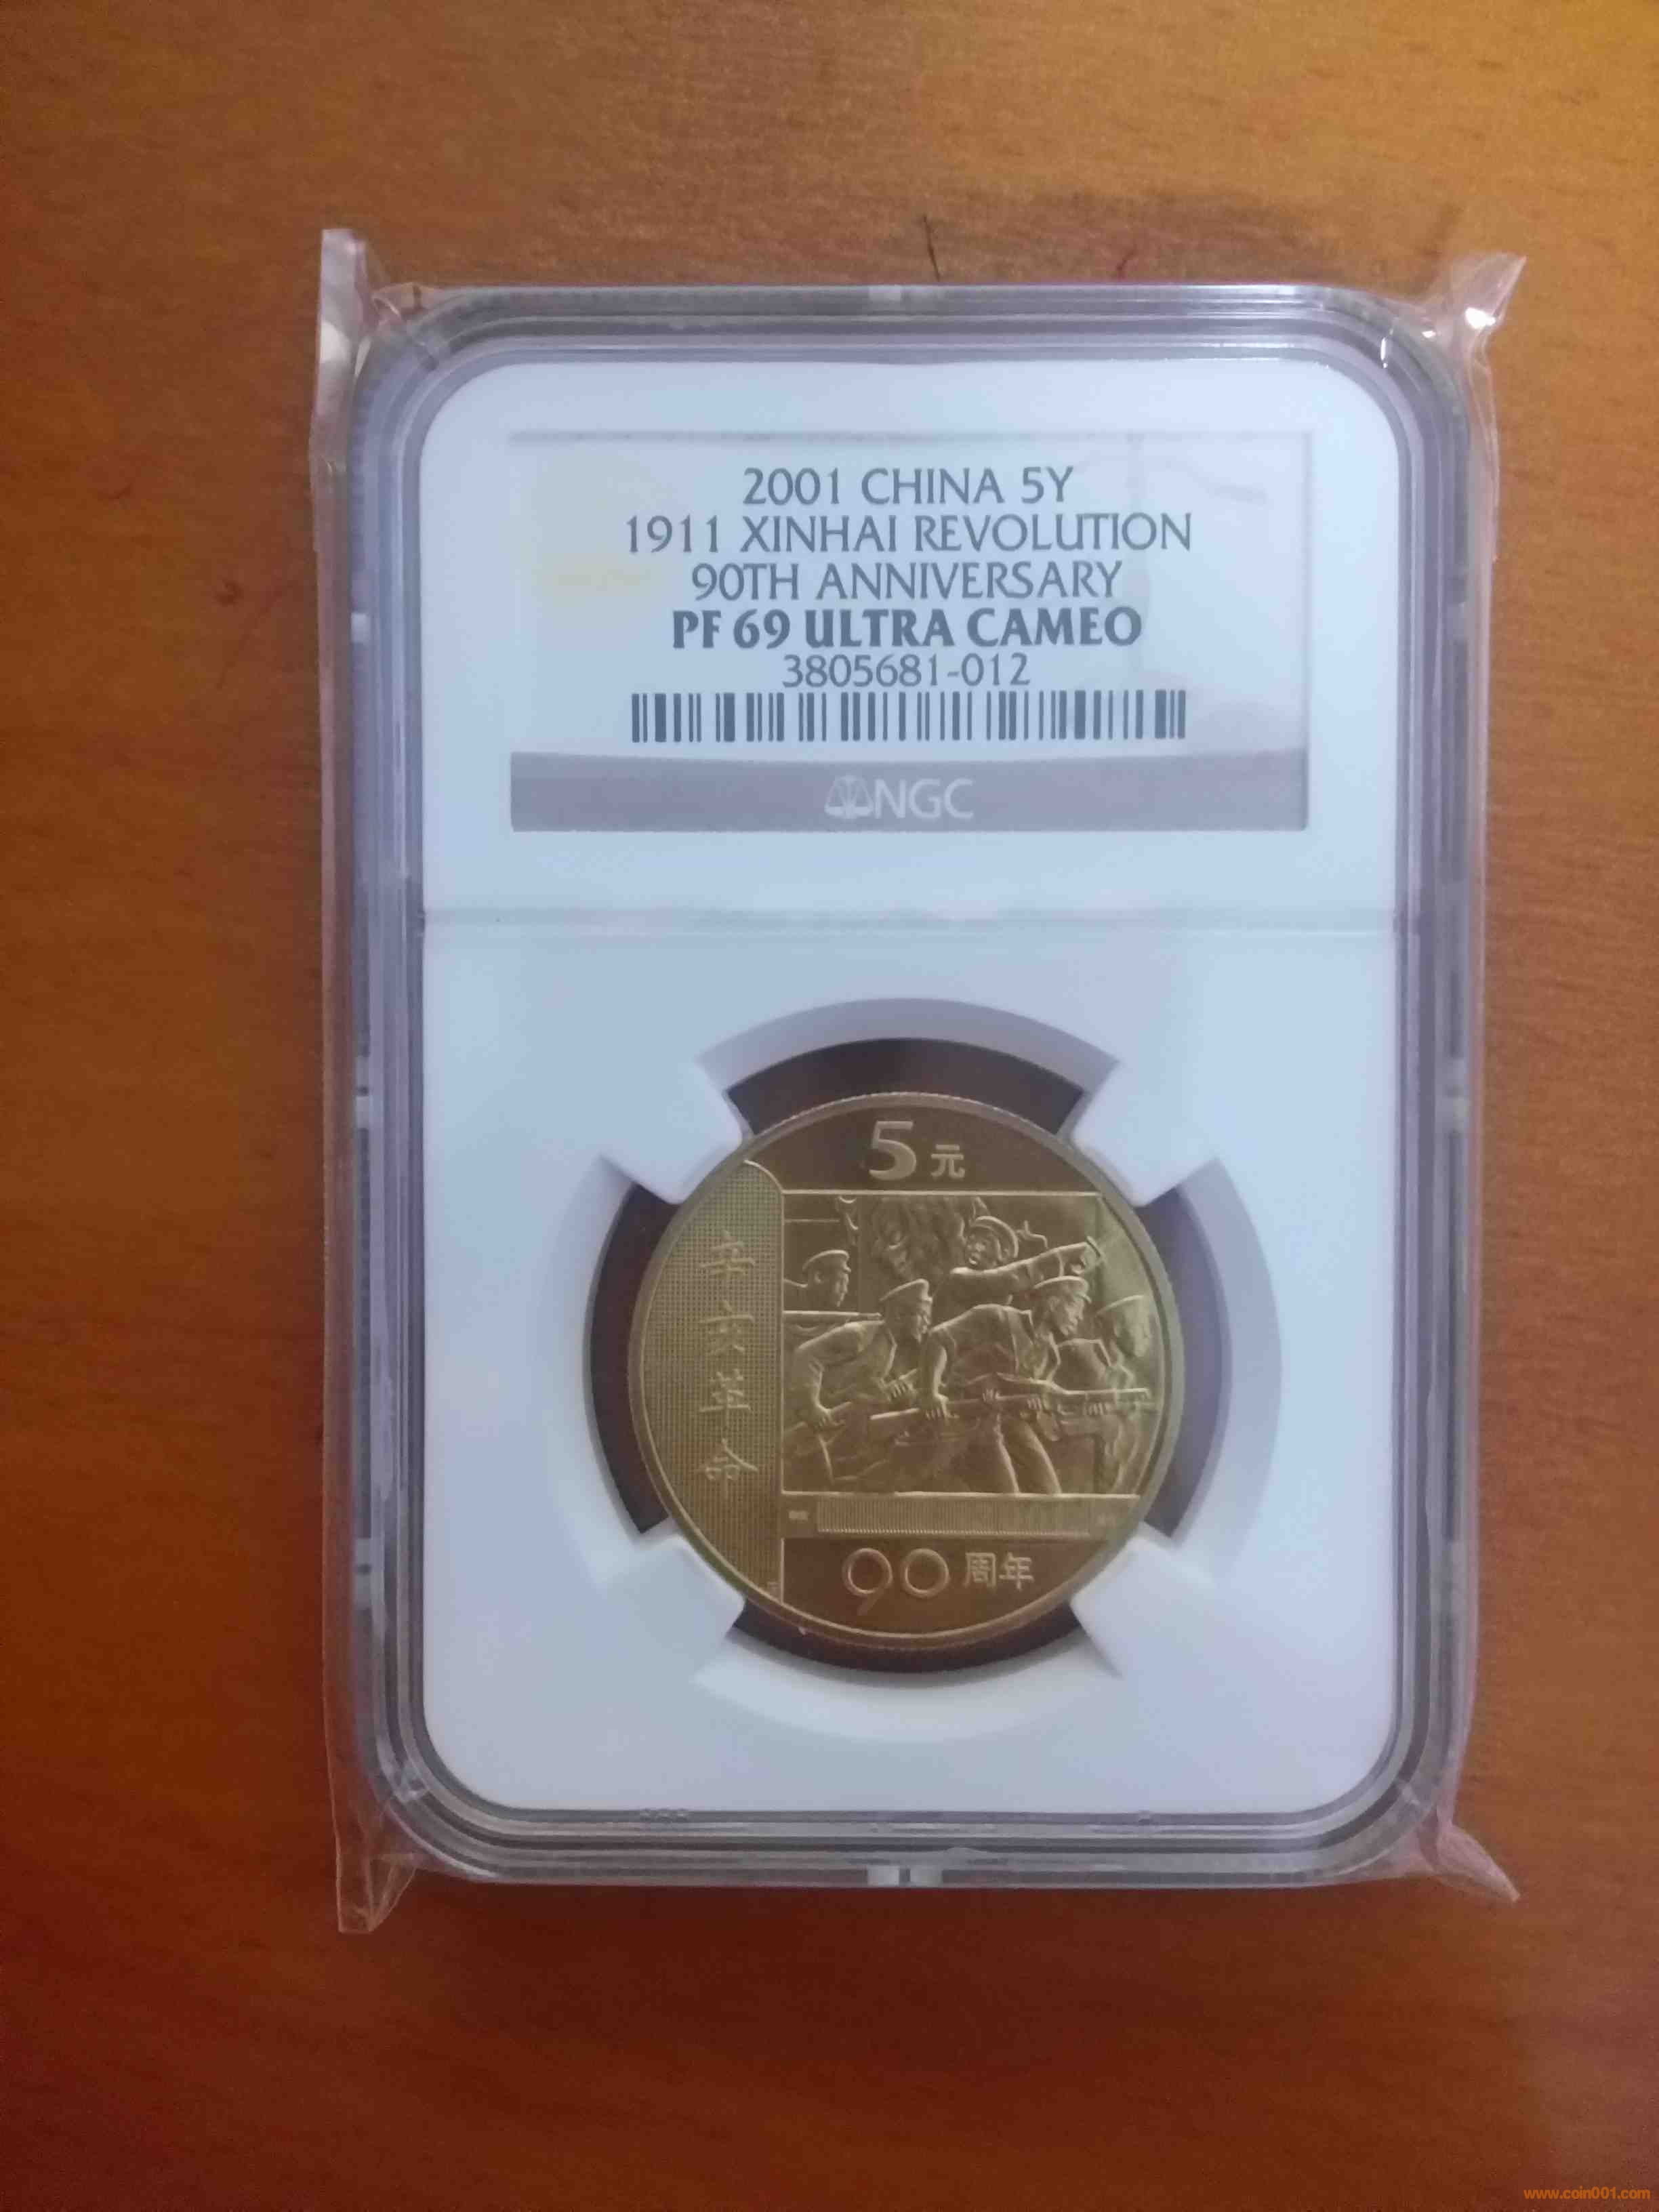 2001 CHINA 5Y
1911 XINHAI REVOLUTION
90TH ANNIVERSARY
PF 69 ULTRA CAMEO
3805681-012
NGC
5元
辛亥革命
90周年
www.coin001.com